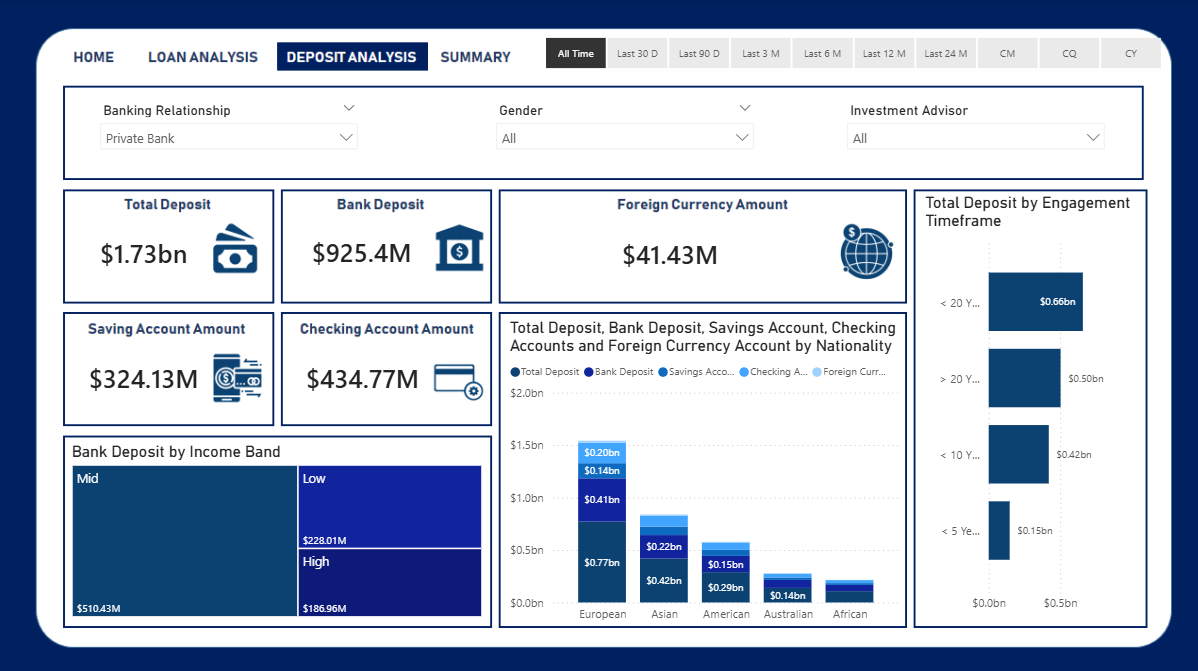 HOME LOAN ANALYSIS DEPOSIT ANALYSIS SUMMARY All Time Last 30 D Last 90 D Last 3 M Last 6 M Last 12 M Last 24 M CM CQ CY
Banking Relationship
Private Bank
Gender
All
Investment Advisor
All
Total Deposit
$1.73bn
Bank Deposit
$925.4M
Foreign Currency Amount
$41.43M
Saving Account Amount
$324.13M
Checking Account Amount
$434.77M
Bank Deposit by Income Band
Mid
$510.43M
Low
$228.01M
High
$186.96M
Total Deposit, Bank Deposit, Savings Account, Checking
Accounts and Foreign Currency Account by Nationality
Total Deposit Bank Deposit Savings Acco... Checking A... Foreign Curr...
$2.0bn
$1.5bn
$1.0bn
$0.5bn
$0.0bn
$0.20bn
$0.14bn
$0.41bn
$0.77bn
$0.22bn
$0.42bn
$0.15bn
$0.29bn
$0.14bn
European Asian American Australian African
Total Deposit by Engagement
Timeframe
< 20 Y... $0.66bn
> 20 Y... $0.50bn
< 10 Y... $0.42bn
< 5 Ye... $0.15bn
$0.0bn $0.5bn